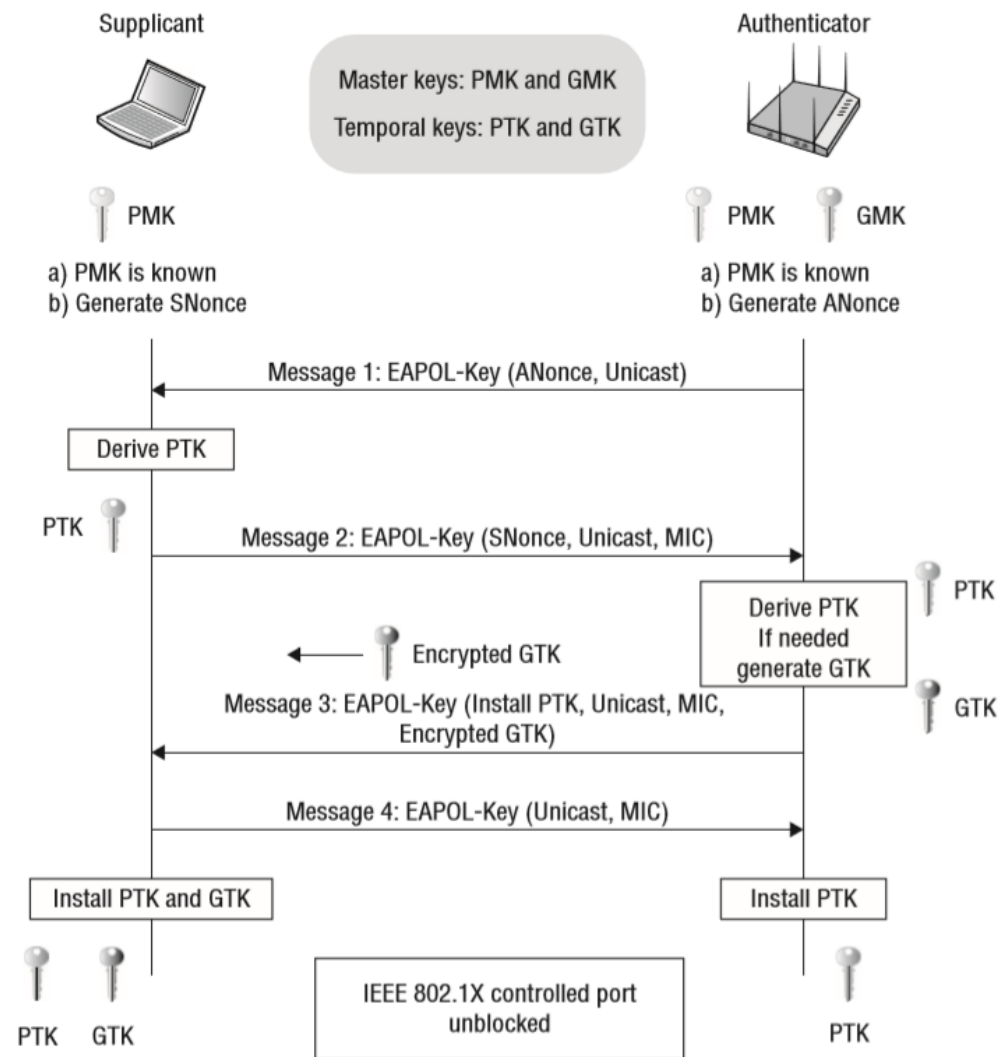 Supplicant
Authenticator
Master keys: PMK and GMK
Temporal keys: PTK and GTK
PMK
PMK
GMK
a) PMK is known
b) Generate SNonce
a) PMK is known
b) Generate ANonce
Message 1: EAPOL-Key (ANonce, Unicast)
Derive PTK
PTK
Message 2: EAPOL-Key (SNonce, Unicast, MIC)
Derive PTK
If needed
generate GTK
PTK
Encrypted GTK
GTK
Message 3: EAPOL-Key (Install PTK, Unicast, MIC,
Encrypted GTK)
Message 4: EAPOL-Key (Unicast, MIC)
Install PTK and GTK
Install PTK
PTK
GTK
IEEE 802.1X controlled port
unblocked
PTK